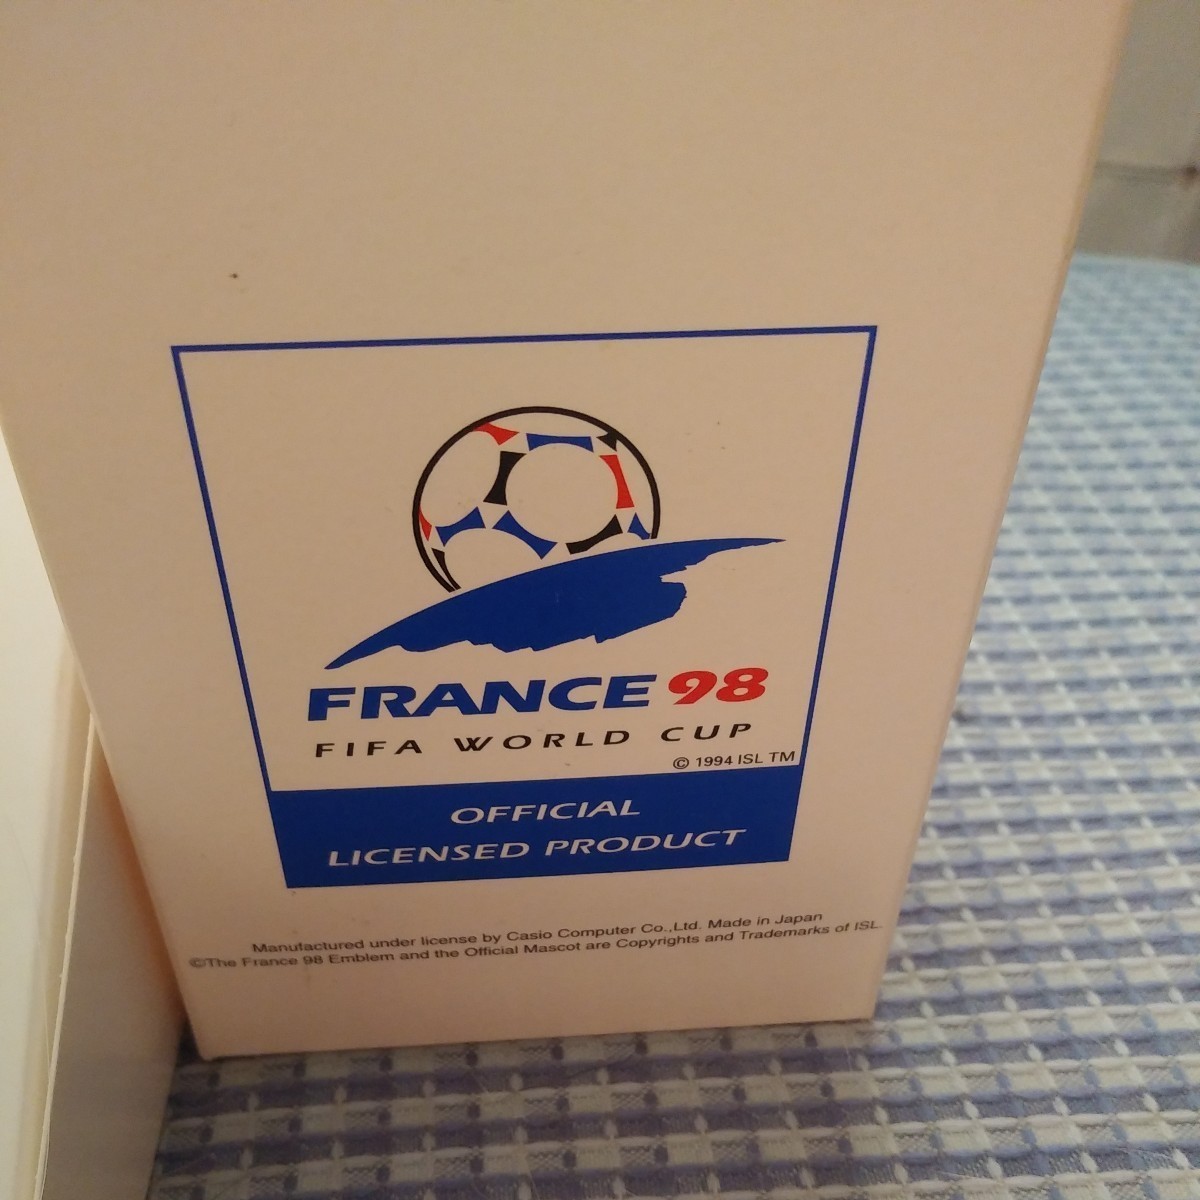 FRANCE 98
FIFA WORLD CUP
© 1994 ISL TM
OFFICIAL
LICENSED PRODUCT
Manufactured under license by Casio Computer Co.,Ltd. Made in Japan
©The France 98 Emblem and the Official Mascot are Copyrights and Trademarks of ISL.